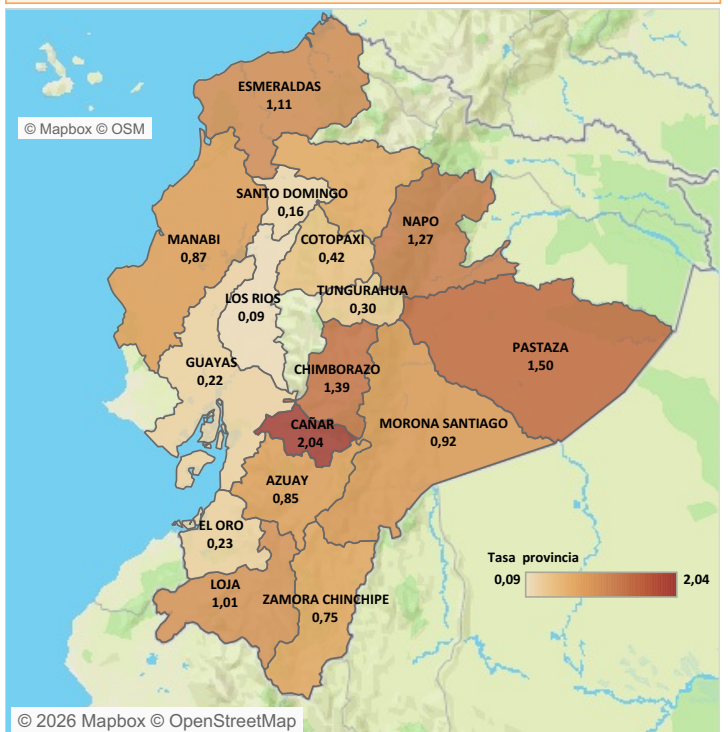 ESMERALDAS
1,11
© Mapbox © OSM
SANTO DOMINGO
0,16
NAPO
1,27
MANABI
0,87
COTOPAXI
0,42
TUNGURAHUA
0,30
LOS RIOS
0,09
PASTAZA
1,50
GUAYAS
0,22
CHIMBORAZO
1,39
CAÑAR
2,04
MORONA SANTIAGO
0,92
AZUAY
0,85
EL ORO
0,23
Tasa provincia
0,09 2,04
LOJA
1,01
ZAMORA CHINCHIPE
0,75
© 2026 Mapbox © OpenStreetMap